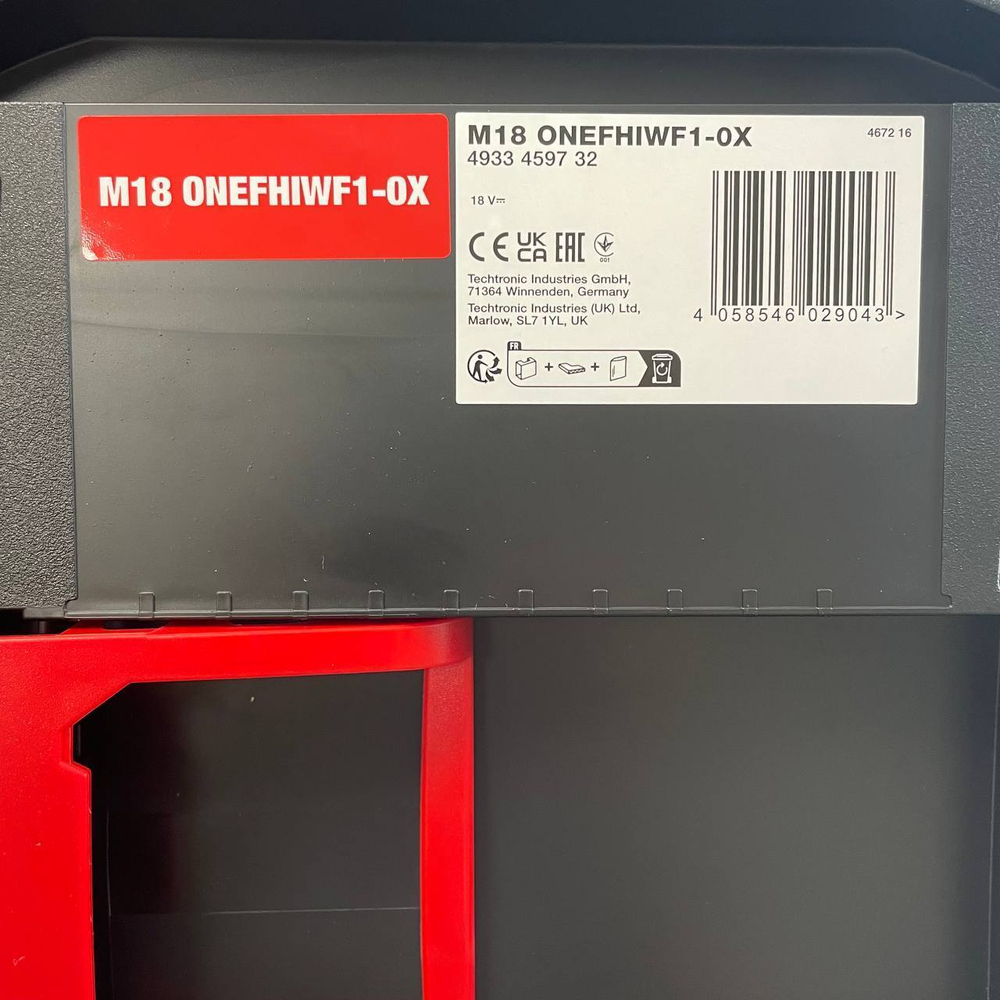 M18 ONEFHIWF1-0X
M18 ONEFHIWF1-0X
4672 16
4933 4597 32
18 V⎓
CE UK CA EAC
001
Techtronic Industries GmbH,
71364 Winnenden, Germany
Techtronic Industries (UK) Ltd,
Marlow, SL7 1YL, UK
4 058546 029043 >
FR
+ +